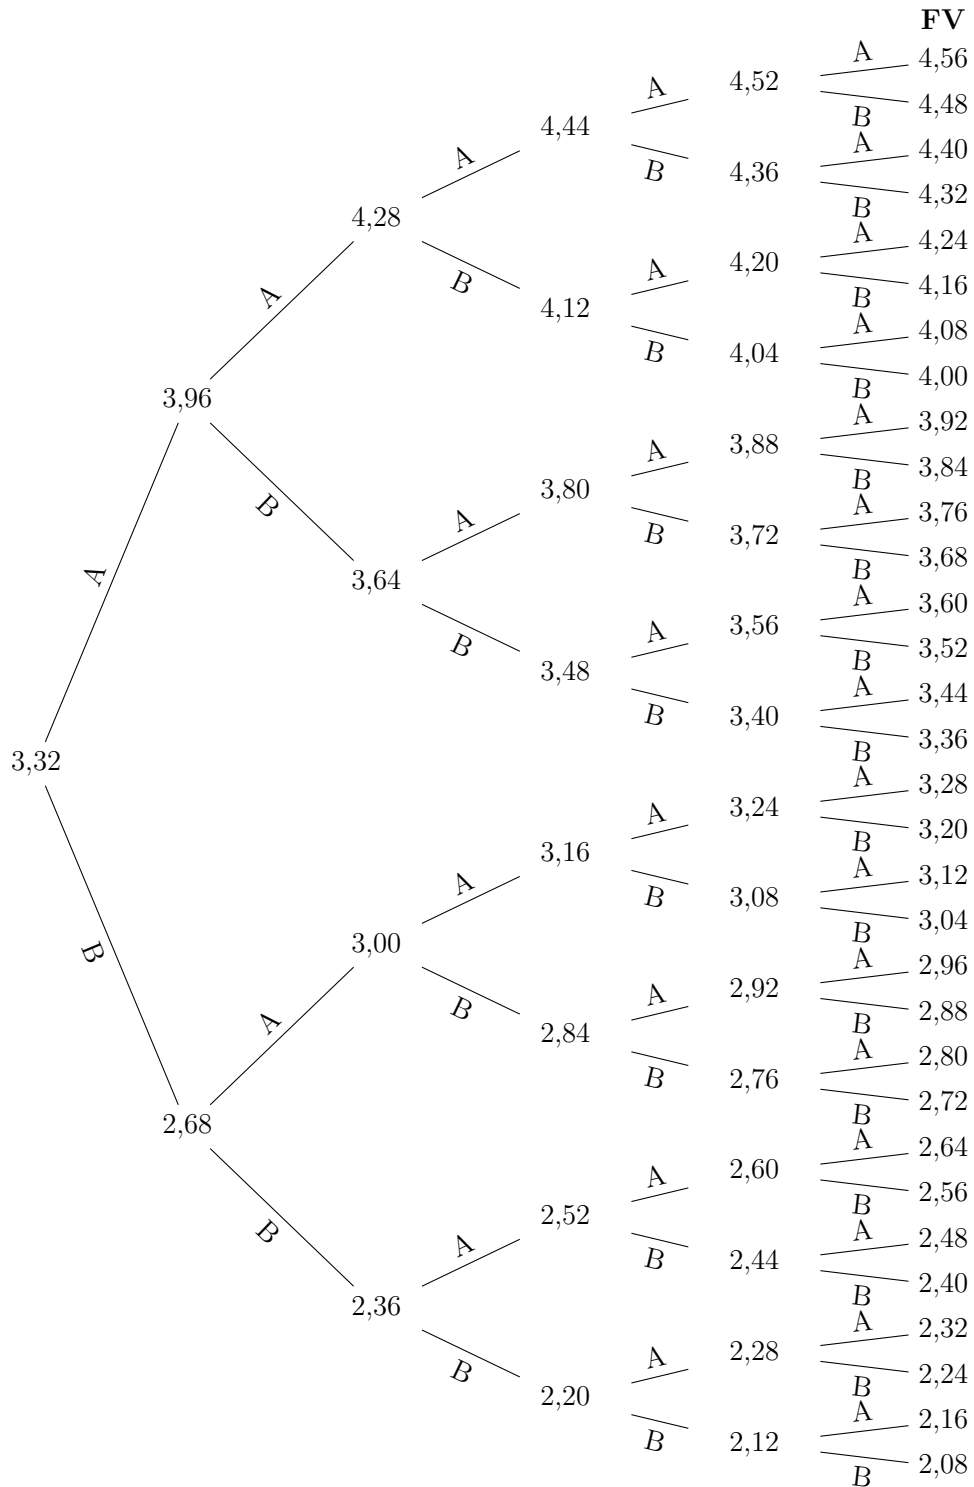 FV
A 4,56
A 4,52
4,48
4,44 B
A A 4,40
B 4,36
4,32
4,28 B
A 4,24
A 4,20
B 4,16
A B
4,12 A 4,08
B 4,04
4,00
B
3,96 A 3,92
A 3,88
3,84
3,80 B
B A A 3,76
B 3,72
3,68
A 3,64 B
A 3,60
A 3,56
B 3,52
B
3,48 A 3,44
B 3,40
3,36
B
3,32 A 3,28
A 3,24
3,20
3,16 B
A A 3,12
B 3,08
3,04
3,00 B
B A 2,96
A 2,92
B 2,88
A B
2,84 A 2,80
B 2,76
2,72
B
2,68 A 2,64
A 2,60
2,56
2,52 B
B A A 2,48
B 2,44
2,40
2,36 B
A 2,32
A 2,28
B 2,24
B
2,20 A 2,16
B 2,12
2,08
B